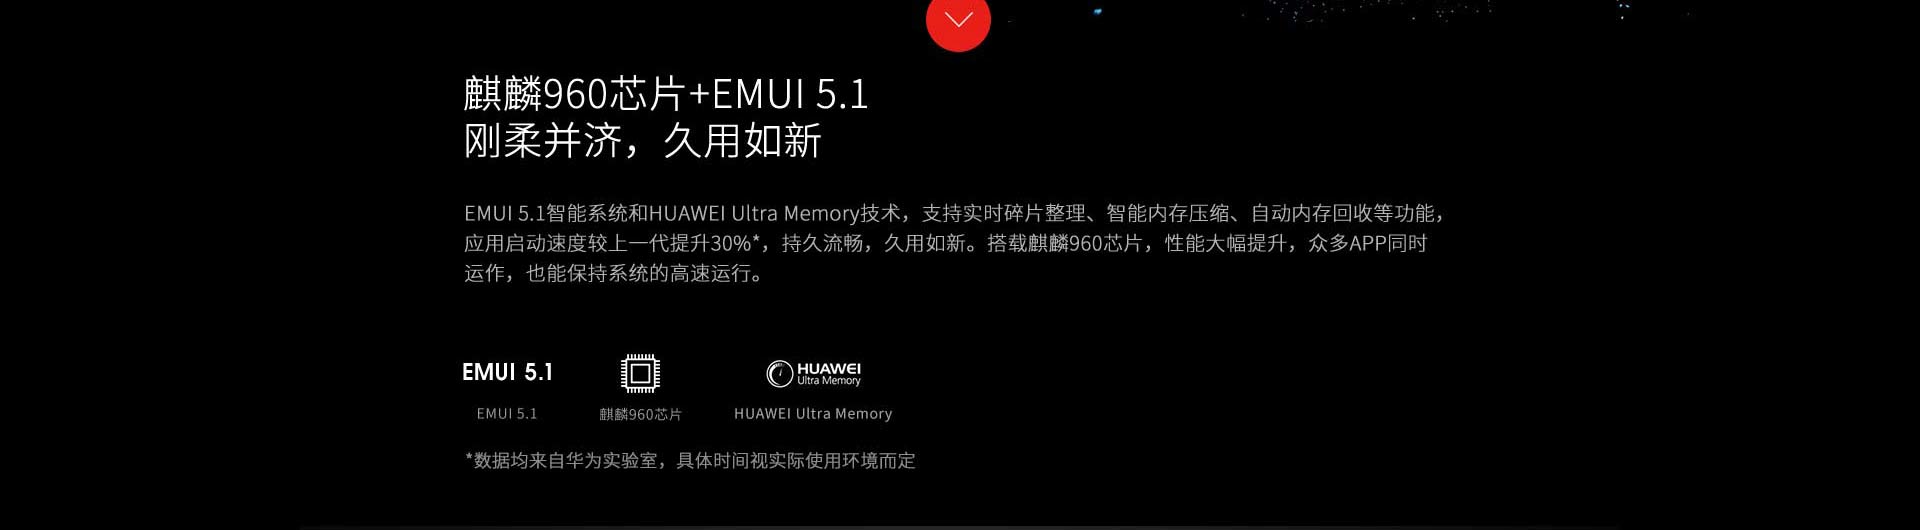 麒麟960芯片+EMUI 5.1
刚柔并济，久用如新
EMUI 5.1智能系统和HUAWEI Ultra Memory技术，支持实时碎片整理、智能内存压缩、自动内存回收等功能，
应用启动速度较上一代提升30%*，持久流畅，久用如新。搭载麒麟960芯片，性能大幅提升，众多APP同时
运作，也能保持系统的高速运行。
EMUI 5.1
HUAWEI
Ultra Memory
EMUI 5.1 麒麟960芯片 HUAWEI Ultra Memory
*数据均来自华为实验室，具体时间视实际使用环境而定